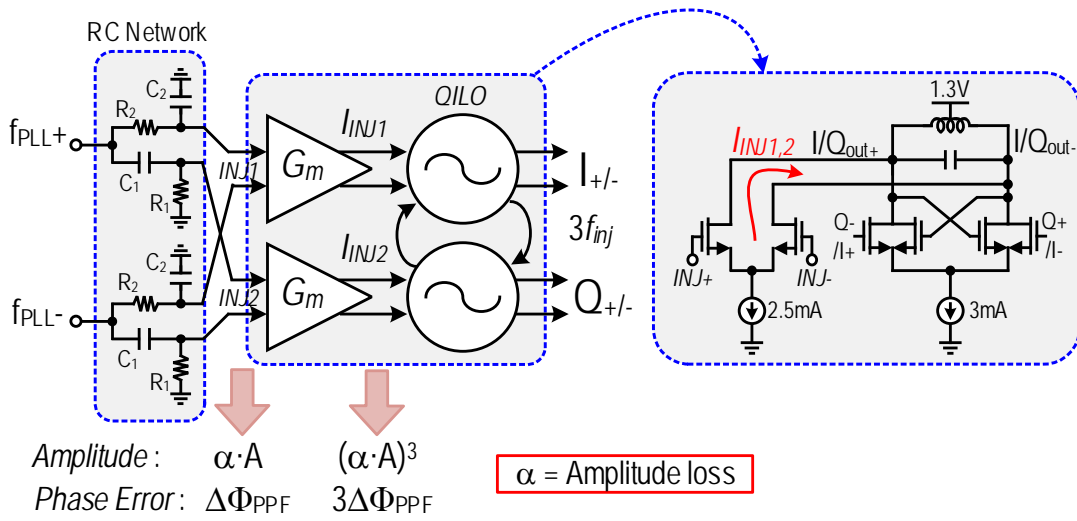 RC Network
C2
R2
fPLL+
C1
R1
C2
R2
fPLL-
C1
R1
QILO
INJ1
Gm
IINJ1
I+/-
3finj
INJ2
Gm
IINJ2
Q+/-
1.3V
IINJ1,2
I/Qout+
I/Qout-
Q-
/I+
Q+
/I-
INJ+
INJ-
2.5mA
3mA
Amplitude : α·A (α·A)³
Phase Error : ΔΦPPF 3ΔΦPPF
α = Amplitude loss